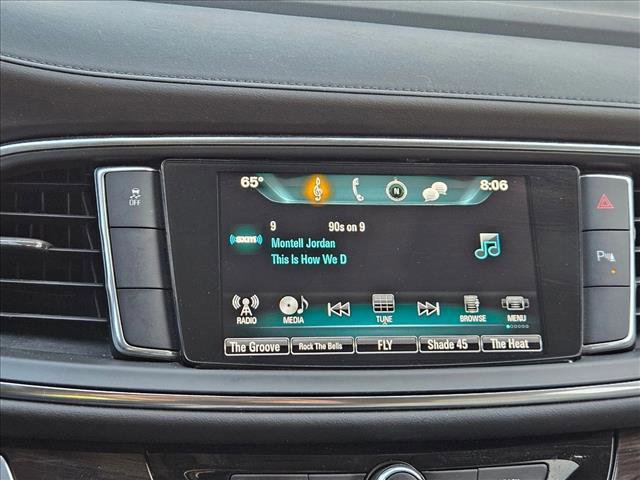 65° 8:06
N
OFF
9 90s on 9
((sxm)) Montell Jordan
This Is How We D
P
RADIO MEDIA TUNE BROWSE MENU
The Groove Rock The Bells FLY Shade 45 The Heat